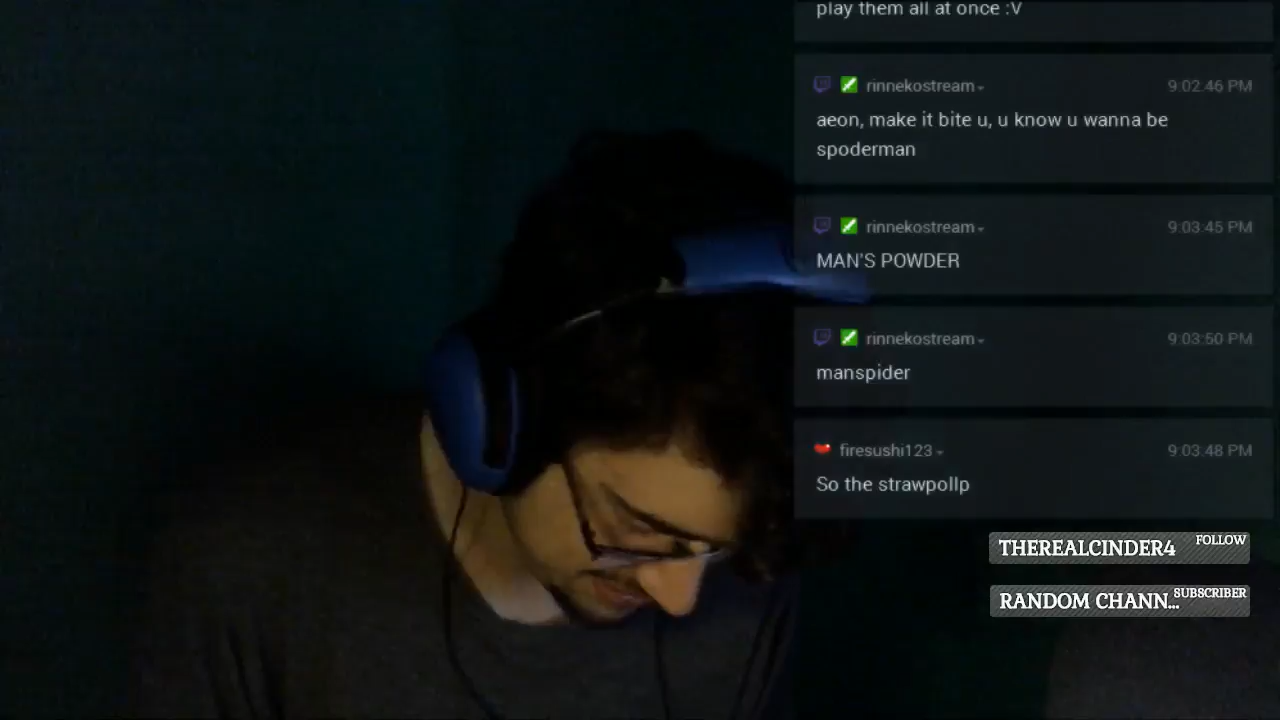 play them all at once :V
rinnekostream
9:02:46 PM
aeon, make it bite u, u know u wanna be
spoderman
rinnekostream
9:03:45 PM
MAN'S POWDER
rinnekostream
9:03:50 PM
manspider
firesushi123
9:03:48 PM
So the strawpollp
THEREALCINDER4
FOLLOW
RANDOM CHANN...
SUBSCRIBER